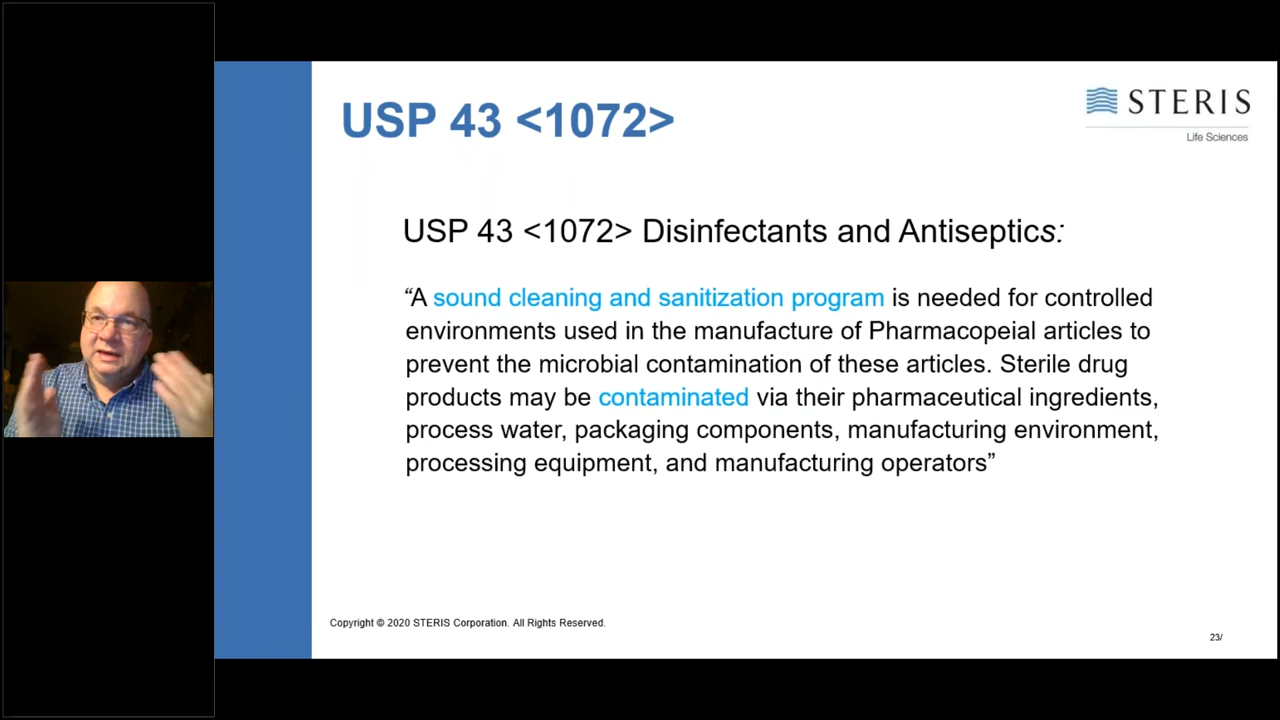 USP 43 <1072>
STERIS
Life Sciences
USP 43 <1072> Disinfectants and Antiseptics:
“A sound cleaning and sanitization program is needed for controlled
environments used in the manufacture of Pharmacopeial articles to
prevent the microbial contamination of these articles. Sterile drug
products may be contaminated via their pharmaceutical ingredients,
process water, packaging components, manufacturing environment,
processing equipment, and manufacturing operators”
Copyright © 2020 STERIS Corporation. All Rights Reserved.
23/